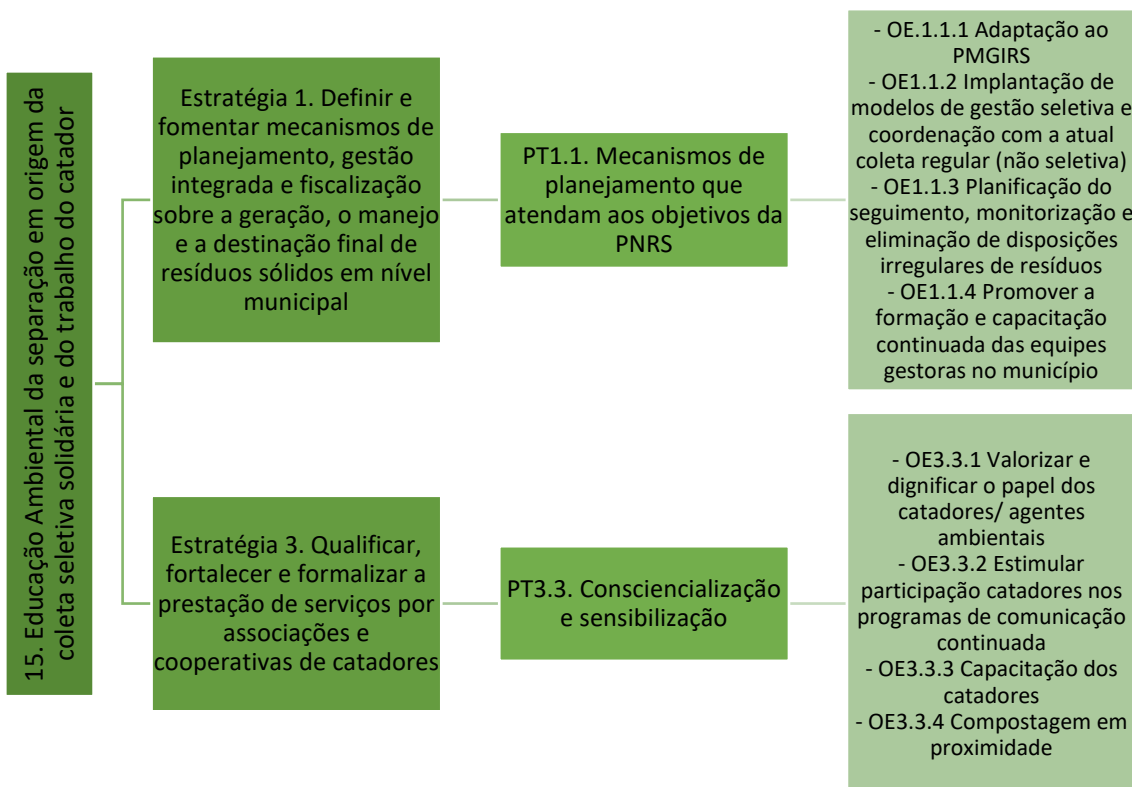 15. Educação Ambiental da separação em origem da
coleta seletiva solidária e do trabalho do catador
Estratégia 1. Definir e
fomentar mecanismos de
planejamento, gestão
integrada e fiscalização
sobre a geração, o manejo
e a destinação final de
resíduos sólidos em nível
municipal
PT1.1. Mecanismos de
planejamento que
atendam aos objetivos da
PNRS
- OE.1.1.1 Adaptação ao
PMGIRS
- OE1.1.2 Implantação de
modelos de gestão seletiva e
coordenação com a atual
coleta regular (não seletiva)
- OE1.1.3 Planificação do
seguimento, monitorização e
eliminação de disposições
irregulares de resíduos
- OE1.1.4 Promover a
formação e capacitação
continuada das equipes
gestoras no município
Estratégia 3. Qualificar,
fortalecer e formalizar a
prestação de serviços por
associações e
cooperativas de catadores
PT3.3. Consciencialização
e sensibilização
- OE3.3.1 Valorizar e
dignificar o papel dos
catadores/ agentes
ambientais
- OE3.3.2 Estimular
participação catadores nos
programas de comunicação
continuada
- OE3.3.3 Capacitação dos
catadores
- OE3.3.4 Compostagem em
proximidade